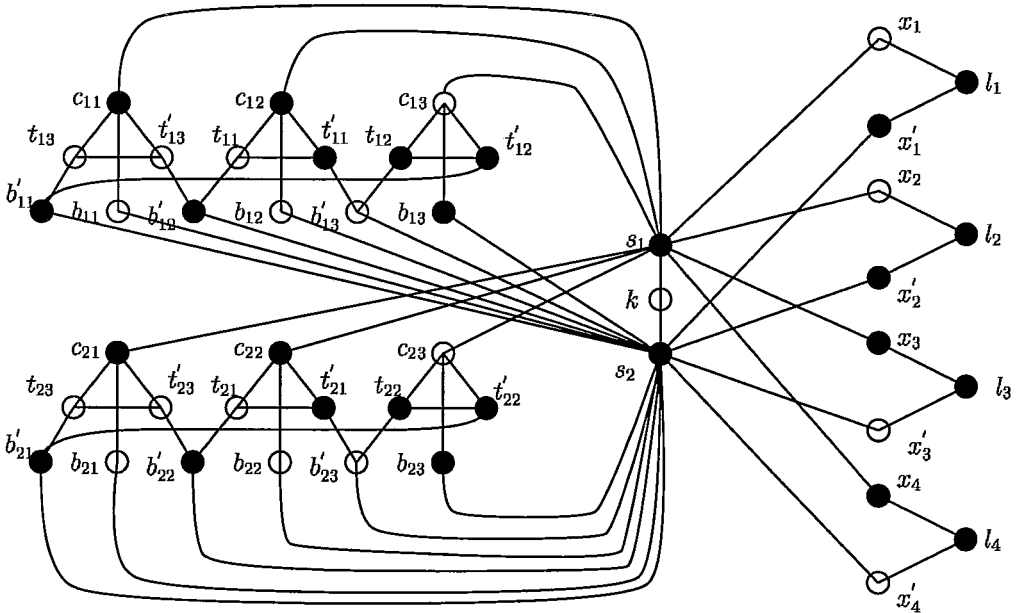 x₁
c₁₁ c₁₂ c₁₃ l₁
t₁₃ t'₁₃ t₁₁ t'₁₁ t₁₂ t'₁₂ x'₁
x₂
b'₁₁ b₁₁ b'₁₂ b₁₂ b'₁₃ b₁₃
s₁ l₂
k x'₂
c₂₁ c₂₂ c₂₃ s₂ x₃
t₂₃ t'₂₃ t₂₁ t'₂₁ t₂₂ t'₂₂ l₃
x'₃
b'₂₁ b₂₁ b'₂₂ b₂₂ b'₂₃ b₂₃
x₄
l₄
x'₄